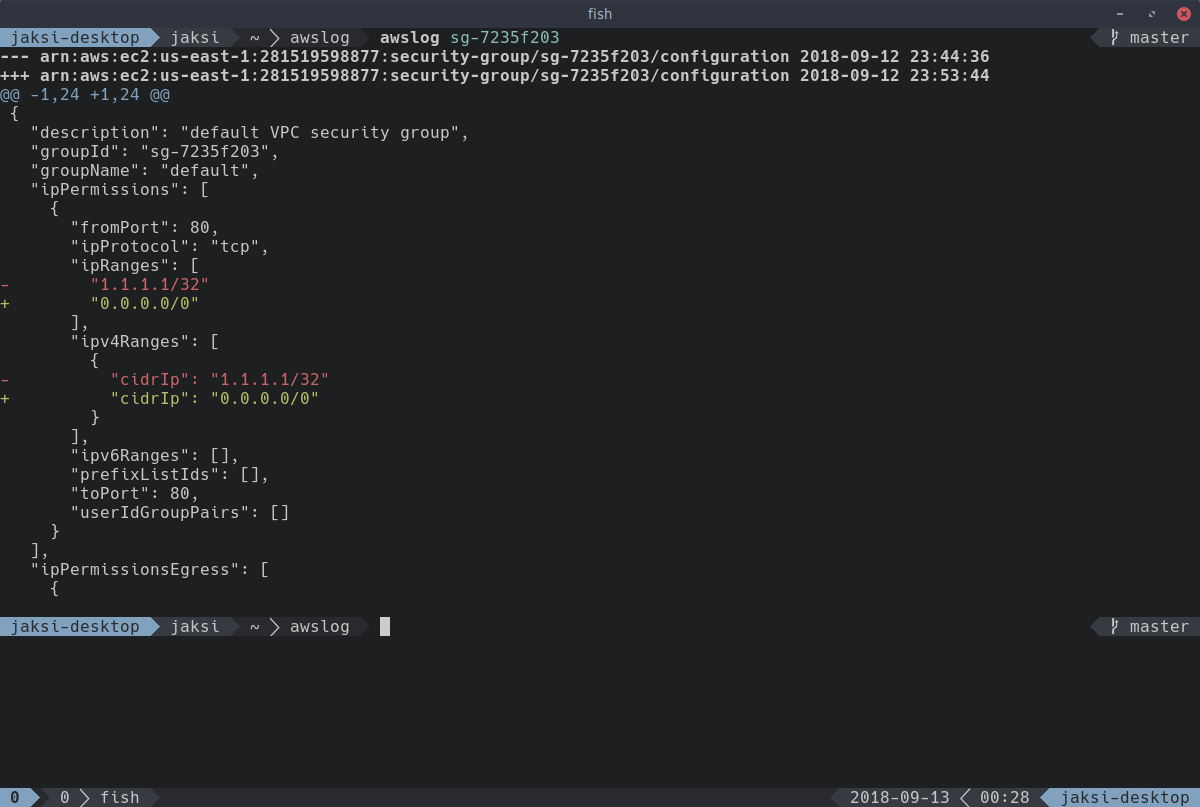 fish
jaksi-desktop jaksi ~ awslog awslog sg-7235f203 master
--- arn:aws:ec2:us-east-1:281519598877:security-group/sg-7235f203/configuration 2018-09-12 23:44:36
+++ arn:aws:ec2:us-east-1:281519598877:security-group/sg-7235f203/configuration 2018-09-12 23:53:44
@@ -1,24 +1,24 @@
 {
   "description": "default VPC security group",
   "groupId": "sg-7235f203",
   "groupName": "default",
   "ipPermissions": [
     {
       "fromPort": 80,
       "ipProtocol": "tcp",
       "ipRanges": [
-        "1.1.1.1/32"
+        "0.0.0.0/0"
       ],
       "ipv4Ranges": [
         {
-          "cidrIp": "1.1.1.1/32"
+          "cidrIp": "0.0.0.0/0"
         }
       ],
       "ipv6Ranges": [],
       "prefixListIds": [],
       "toPort": 80,
       "userIdGroupPairs": []
     }
   ],
   "ipPermissionsEgress": [
     {
jaksi-desktop jaksi ~ awslog master
0 0 fish 2018-09-13 00:28 jaksi-desktop